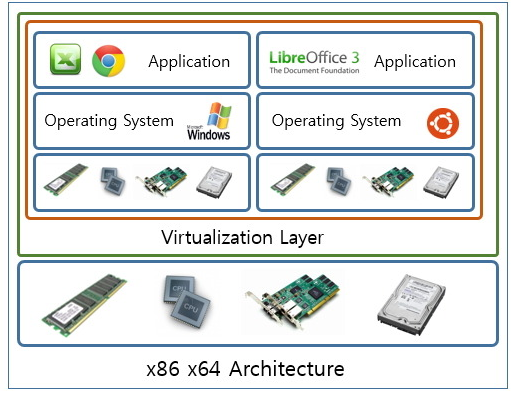 Application
LibreOffice 3
The Document Foundation
Application
Operating System
Microsoft
Windows
Operating System
Virtualization Layer
CPU
CPU
x86 x64 Architecture